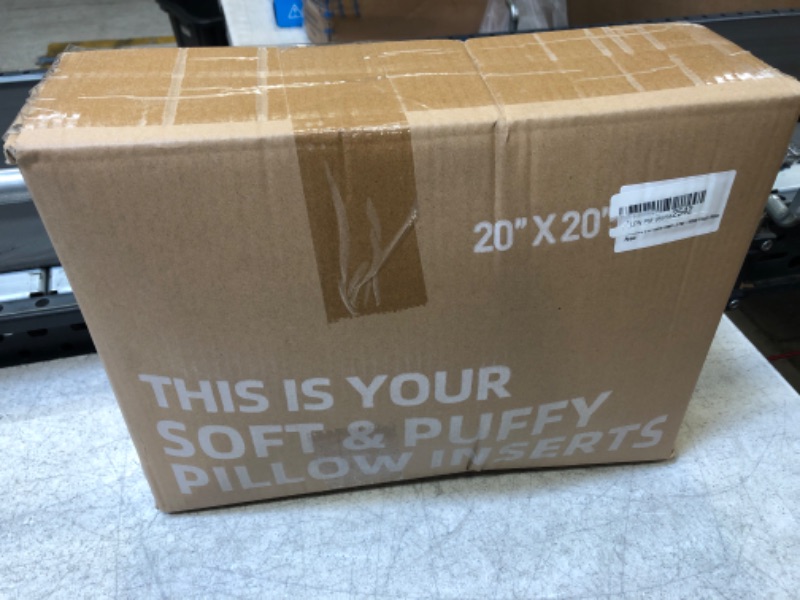 20" X 20"
THIS IS YOUR
SOFT & PUFFY
PILLOW INSERTS